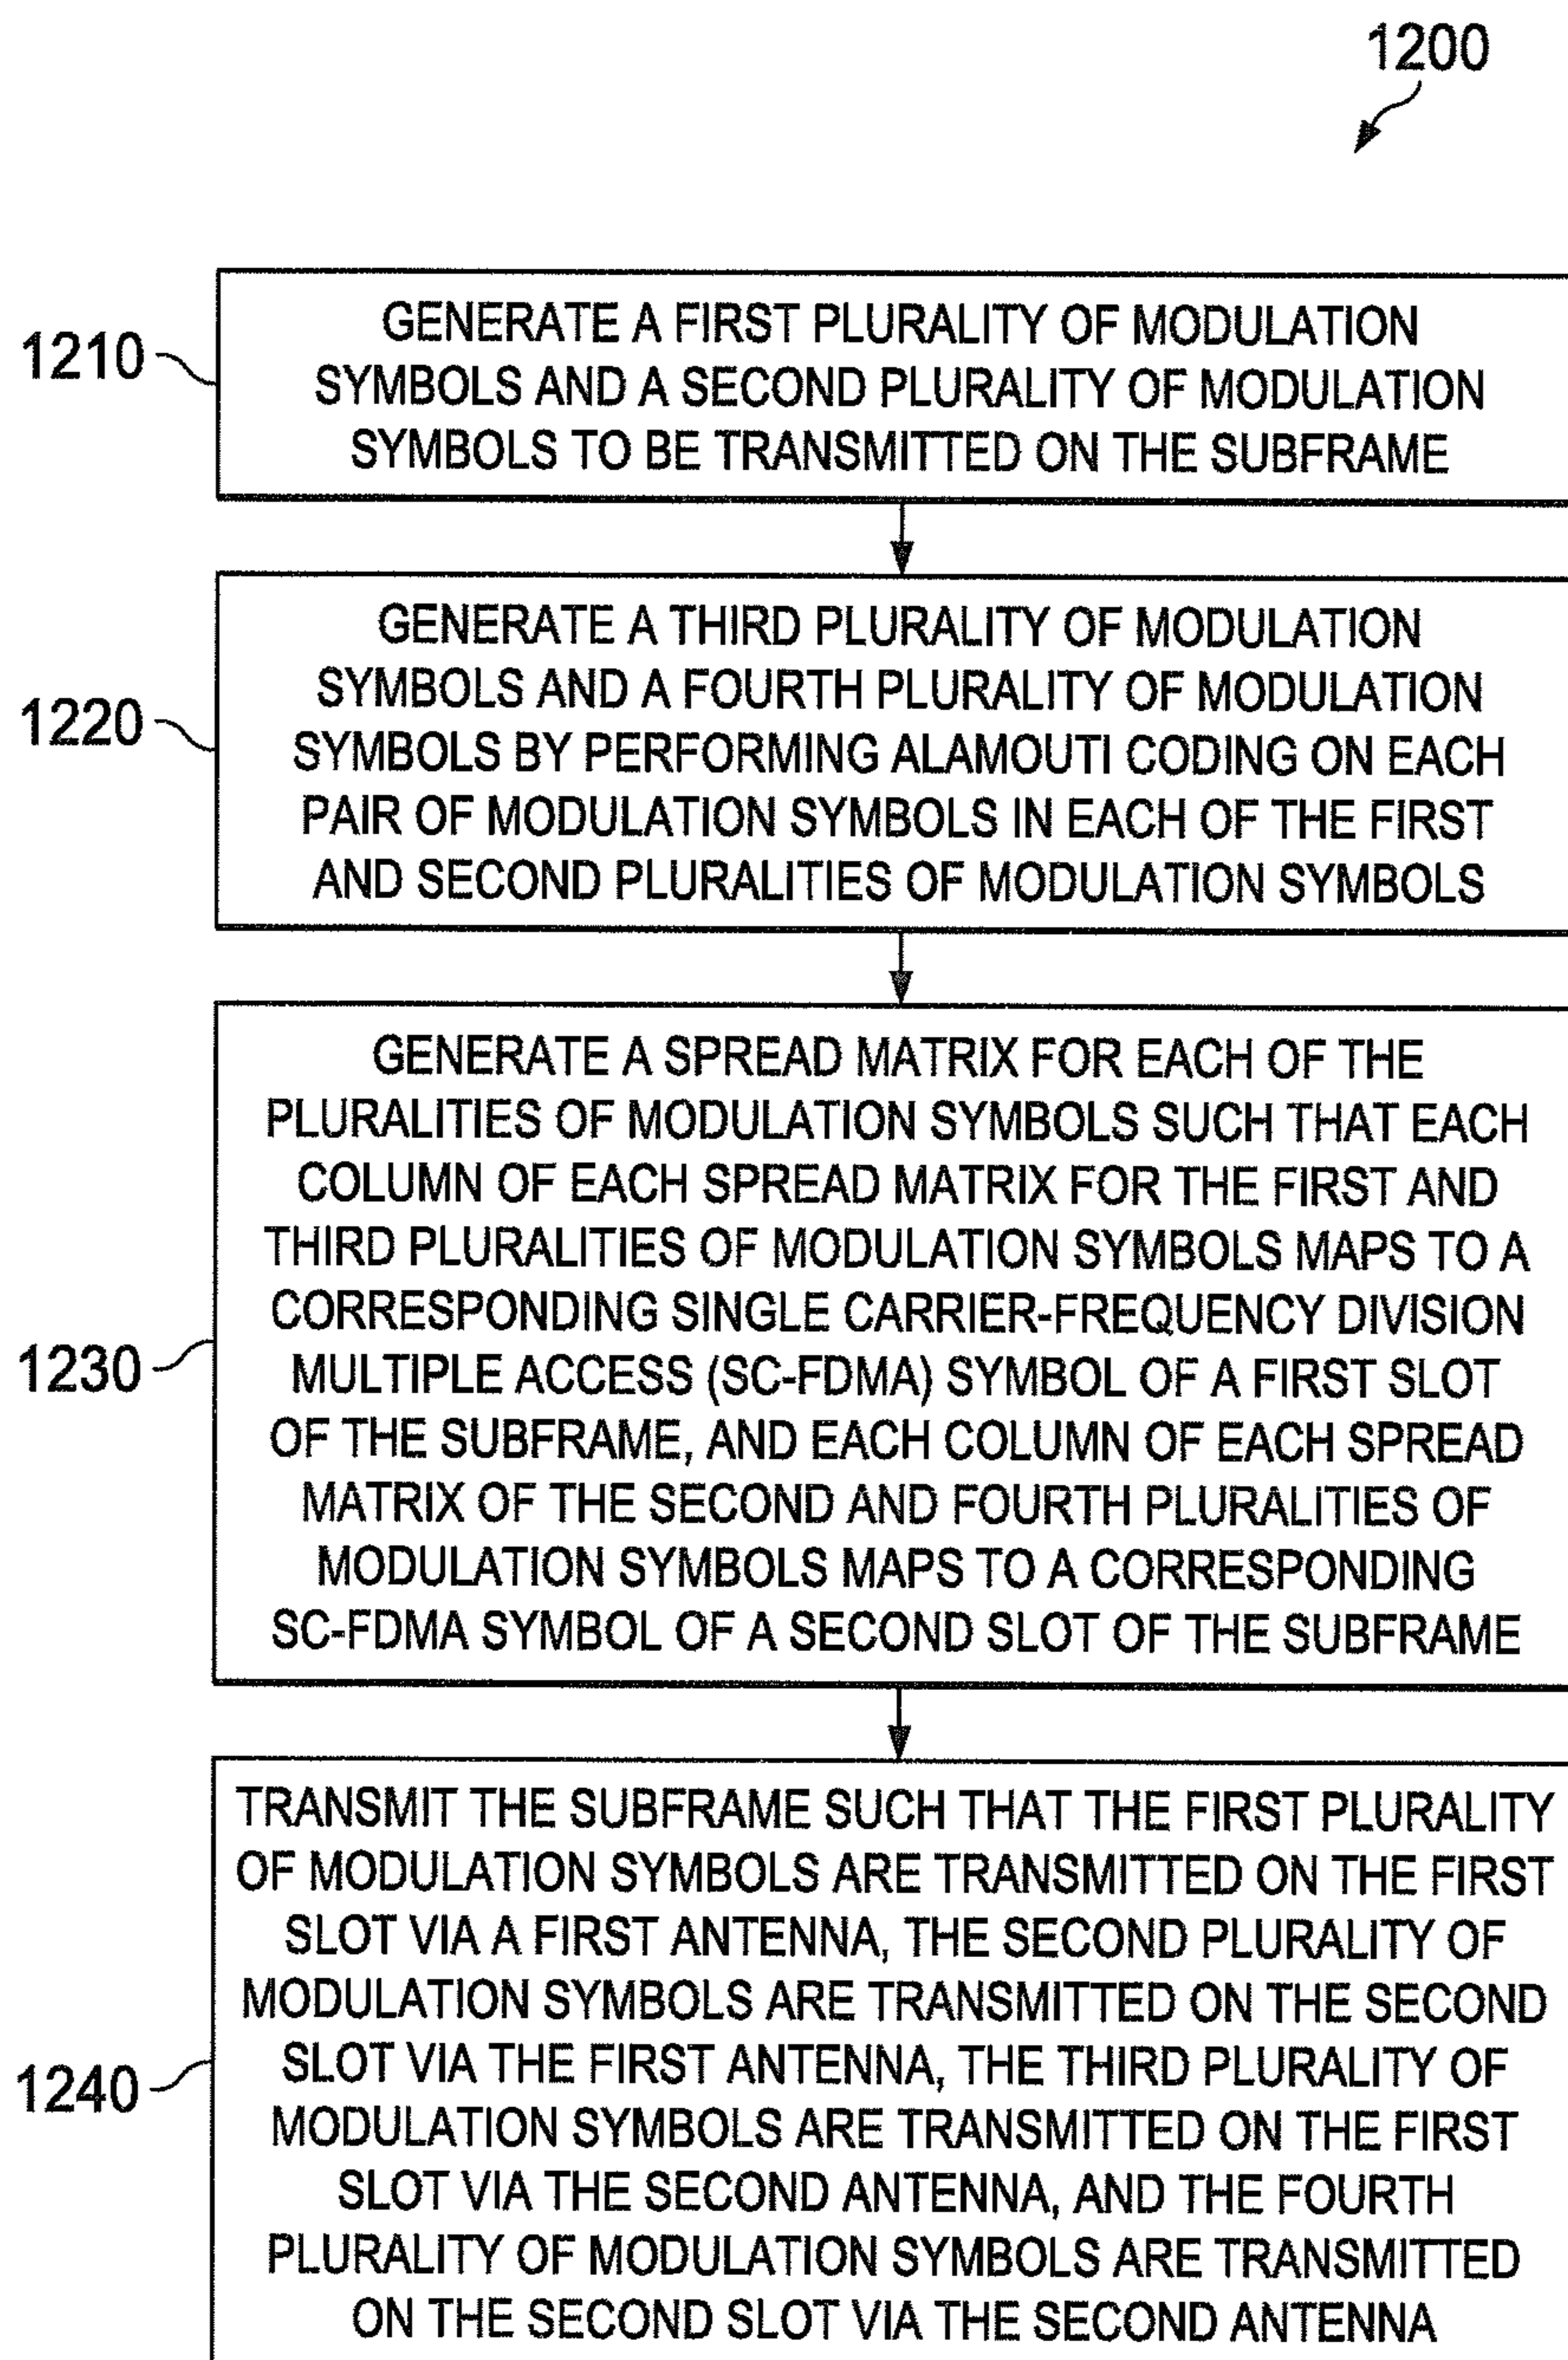 1200
1210
GENERATE A FIRST PLURALITY OF MODULATION
SYMBOLS AND A SECOND PLURALITY OF MODULATION
SYMBOLS TO BE TRANSMITTED ON THE SUBFRAME
1220
GENERATE A THIRD PLURALITY OF MODULATION
SYMBOLS AND A FOURTH PLURALITY OF MODULATION
SYMBOLS BY PERFORMING ALAMOUTI CODING ON EACH
PAIR OF MODULATION SYMBOLS IN EACH OF THE FIRST
AND SECOND PLURALITIES OF MODULATION SYMBOLS
1230
GENERATE A SPREAD MATRIX FOR EACH OF THE
PLURALITIES OF MODULATION SYMBOLS SUCH THAT EACH
COLUMN OF EACH SPREAD MATRIX FOR THE FIRST AND
THIRD PLURALITIES OF MODULATION SYMBOLS MAPS TO A
CORRESPONDING SINGLE CARRIER-FREQUENCY DIVISION
MULTIPLE ACCESS (SC-FDMA) SYMBOL OF A FIRST SLOT
OF THE SUBFRAME, AND EACH COLUMN OF EACH SPREAD
MATRIX OF THE SECOND AND FOURTH PLURALITIES OF
MODULATION SYMBOLS MAPS TO A CORRESPONDING
SC-FDMA SYMBOL OF A SECOND SLOT OF THE SUBFRAME
1240
TRANSMIT THE SUBFRAME SUCH THAT THE FIRST PLURALITY
OF MODULATION SYMBOLS ARE TRANSMITTED ON THE FIRST
SLOT VIA A FIRST ANTENNA, THE SECOND PLURALITY OF
MODULATION SYMBOLS ARE TRANSMITTED ON THE SECOND
SLOT VIA THE FIRST ANTENNA, THE THIRD PLURALITY OF
MODULATION SYMBOLS ARE TRANSMITTED ON THE FIRST
SLOT VIA THE SECOND ANTENNA, AND THE FOURTH
PLURALITY OF MODULATION SYMBOLS ARE TRANSMITTED
ON THE SECOND SLOT VIA THE SECOND ANTENNA